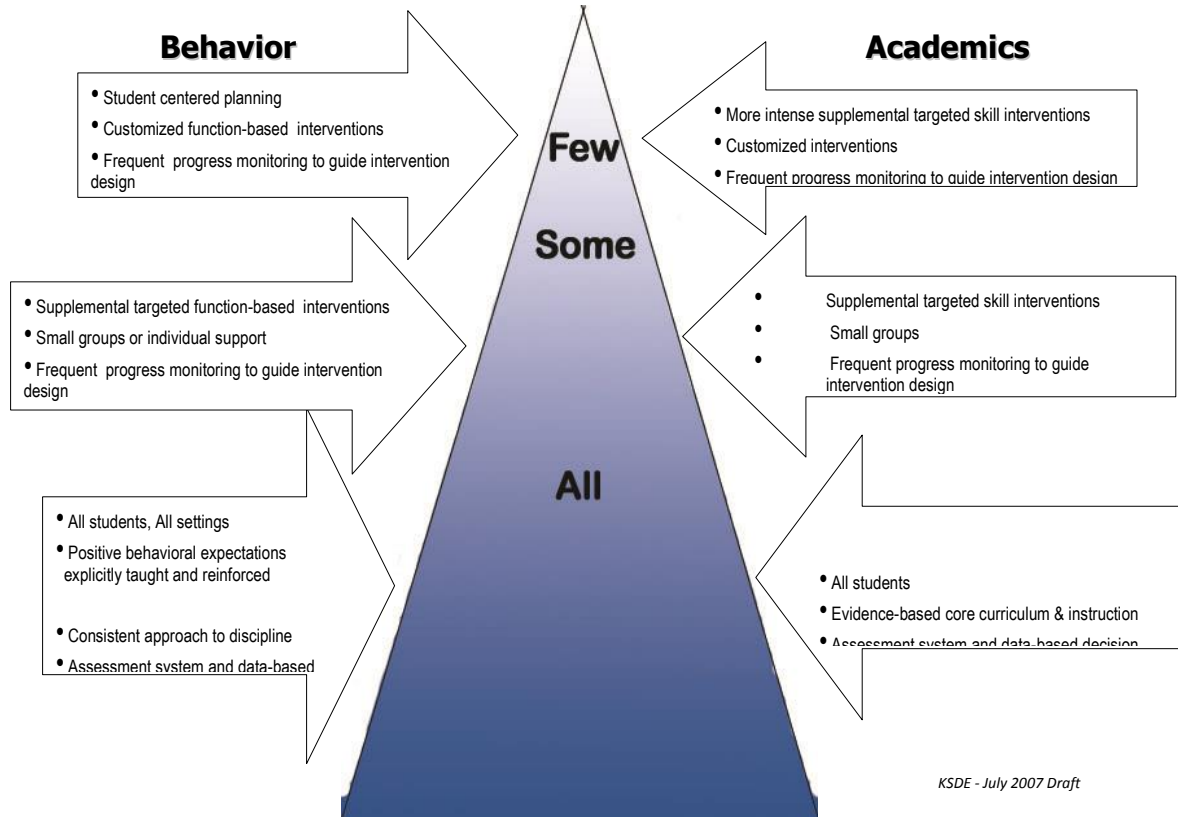 Behavior
• Student centered planning
• Customized function-based interventions
• Frequent progress monitoring to guide intervention
design
• Supplemental targeted function-based interventions
• Small groups or individual support
• Frequent progress monitoring to guide intervention
design
• All students, All settings
• Positive behavioral expectations
explicitly taught and reinforced
• Consistent approach to discipline
• Assessment system and data-based
Few
Some
All
Academics
• More intense supplemental targeted skill interventions
• Customized interventions
• Frequent progress monitoring to guide intervention design
• Supplemental targeted skill interventions
• Small groups
• Frequent progress monitoring to guide
intervention design
• All students
• Evidence-based core curriculum & instruction
• Assessment system and data-based decision
KSDE - July 2007 Draft